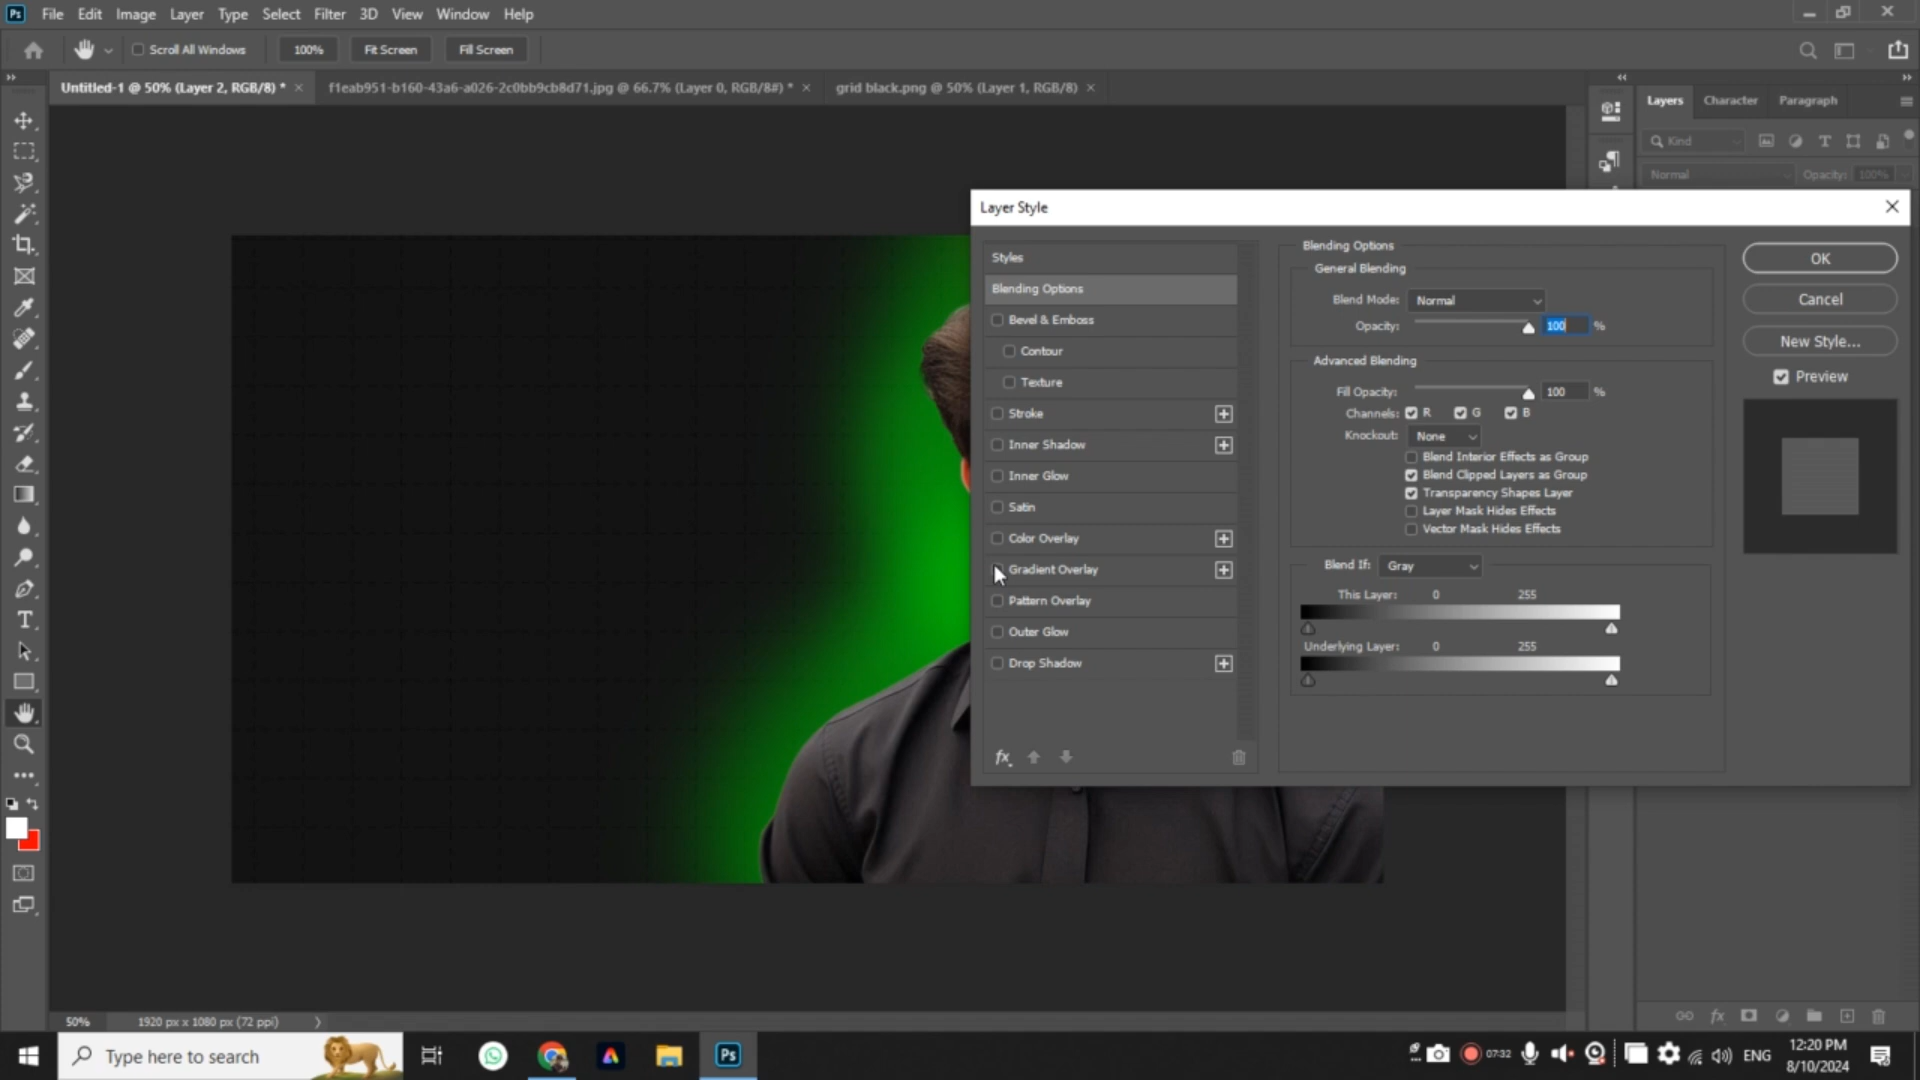 Ps File Edit Image Layer Type Select Filter 3D View Window Help
Scroll All Windows 100% Fit Screen Fill Screen
Untitled-1 @ 50% (Layer 2, RGB/8) * × f1eab951-b160-43a6-a026-2c0bb9cb8d71.jpg @ 66.7% (Layer 0, RGB/8#) * × grid black.png @ 50% (Layer 1, RGB/8) ×
Layers Character Paragraph
Kind
Normal Opacity: 100%
Layer Style
Styles
Blending Options
Bevel & Emboss
Contour
Texture
Stroke
Inner Shadow
Inner Glow
Satin
Color Overlay
Gradient Overlay
Pattern Overlay
Outer Glow
Drop Shadow
fx
Blending Options
General Blending
Blend Mode: Normal
Opacity: 100 %
Advanced Blending
Fill Opacity: 100 %
Channels: R G B
Knockout: None
Blend Interior Effects as Group
Blend Clipped Layers as Group
Transparency Shapes Layer
Layer Mask Hides Effects
Vector Mask Hides Effects
Blend If: Gray
This Layer: 0 255
Underlying Layer: 0 255
OK
Cancel
New Style...
Preview
50% 1920 px x 1080 px (72 ppi)
fx
Type here to search
Ps
07:32
ENG
12:20 PM
8/10/2024